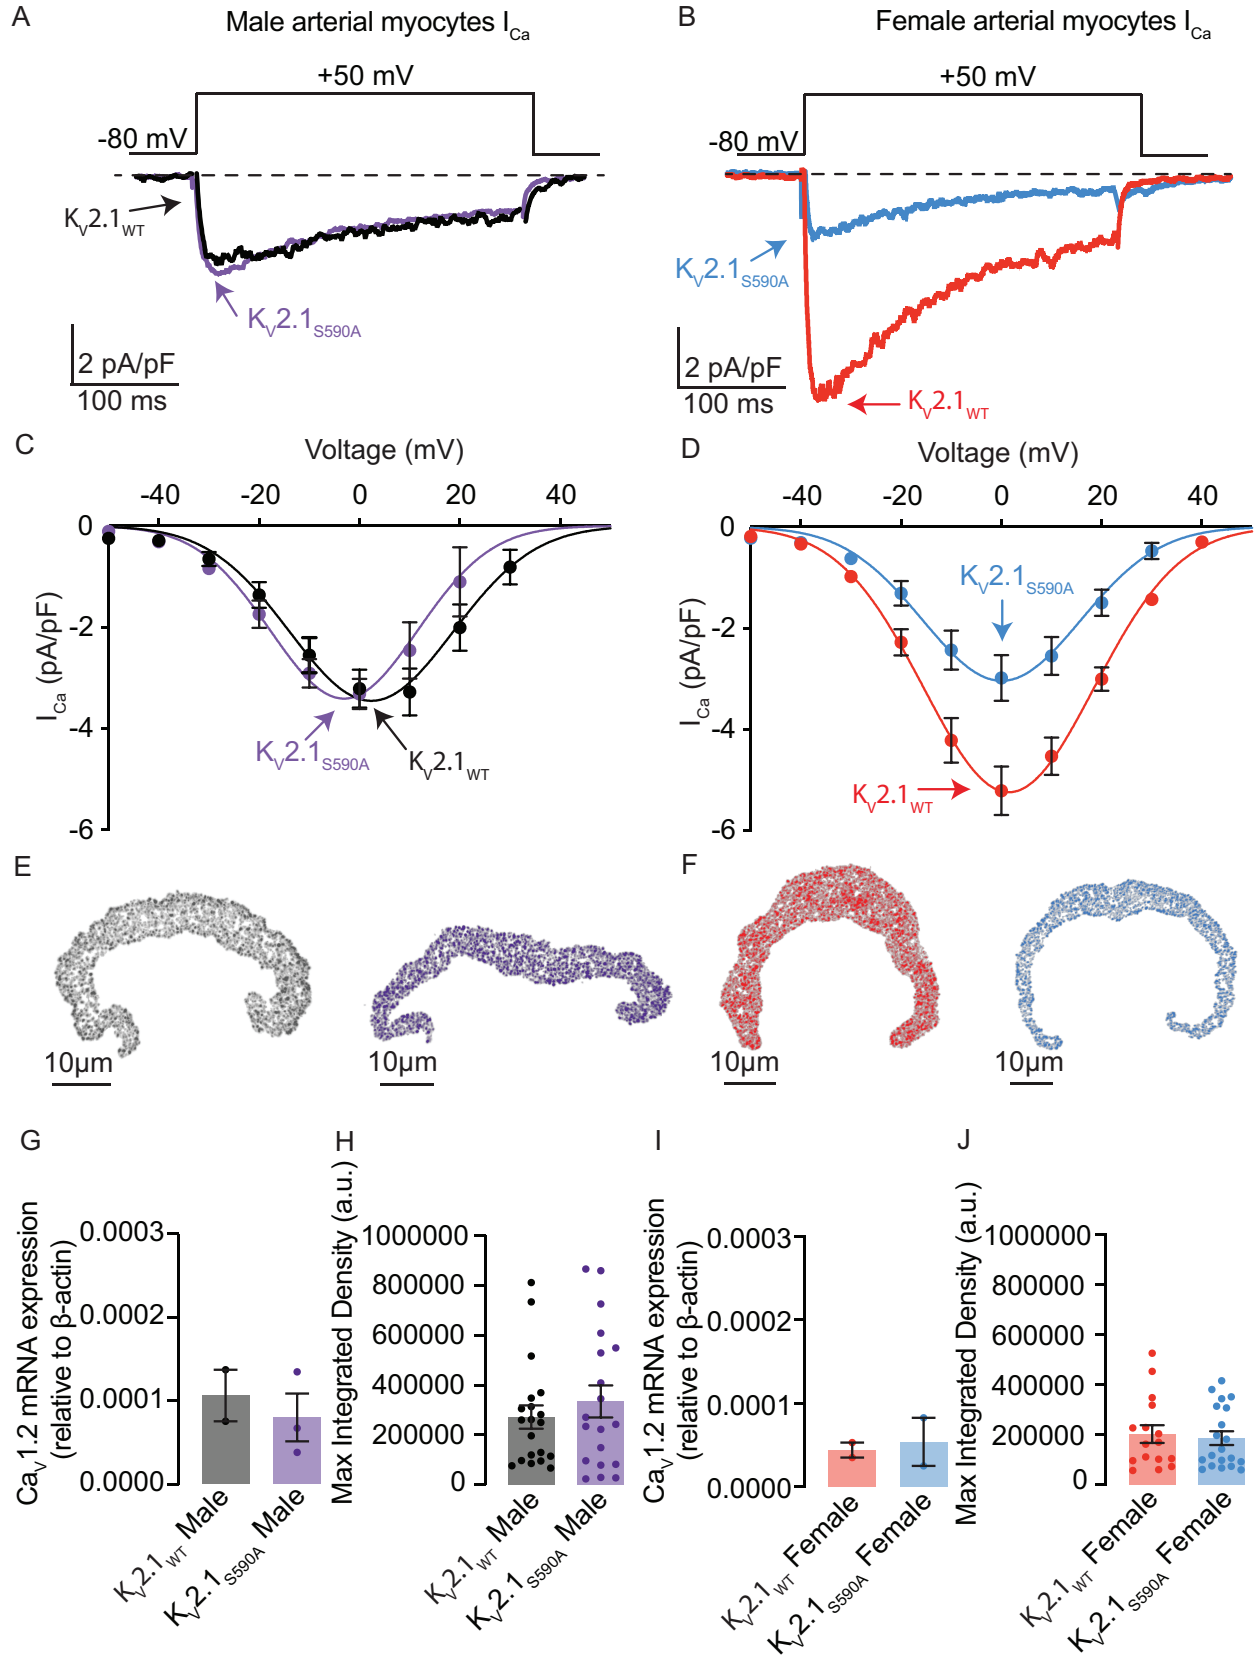 A
Male arterial myocytes I_Ca
+50 mV
-80 mV
K_V2.1_WT
K_V2.1_S590A
2 pA/pF
100 ms
B
Female arterial myocytes I_Ca
+50 mV
-80 mV
K_V2.1_S590A
2 pA/pF
100 ms
K_V2.1_WT
C
Voltage (mV)
-40 -20 0 20 40
0
-2
-4
-6
I_Ca (pA/pF)
K_V2.1_S590A
K_V2.1_WT
D
Voltage (mV)
-40 -20 0 20 40
0
-2
-4
-6
I_Ca (pA/pF)
K_V2.1_S590A
K_V2.1_WT
E
10µm
10µm
F
10µm
10µm
G
Ca_V1.2 mRNA expression
(relative to β-actin)
0.0003
0.0002
0.0001
0.0000
K_V2.1_WT Male
K_V2.1_S590A Male
H
Max Integrated Density (a.u.)
1000000
800000
600000
400000
200000
0
K_V2.1_WT Male
K_V2.1_S590A Male
I
Ca_V1.2 mRNA expression
(relative to β-actin)
0.0003
0.0002
0.0001
0.0000
K_V2.1_WT Female
K_V2.1_S590A Female
J
Max Integrated Density (a.u.)
1000000
800000
600000
400000
200000
0
K_V2.1_WT Female
K_V2.1_S590A Female